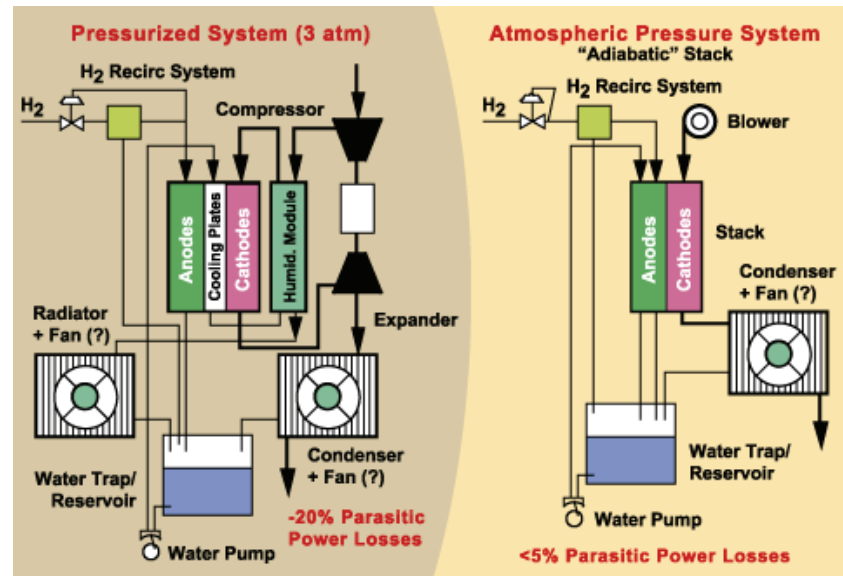 Pressurized System (3 atm)
H2 Recirc System
H2
Compressor
Anodes
Cooling Plates
Cathodes
Humid. Module
Expander
Radiator
+ Fan (?)
Condenser
+ Fan (?)
Water Trap/
Reservoir
-20% Parasitic
Power Losses
Water Pump
Atmospheric Pressure System
“Adiabatic” Stack
H2 Recirc System
H2
Blower
Anodes
Cathodes
Stack
Condenser
+ Fan (?)
Water Trap/
Reservoir
Water Pump
<5% Parasitic Power Losses